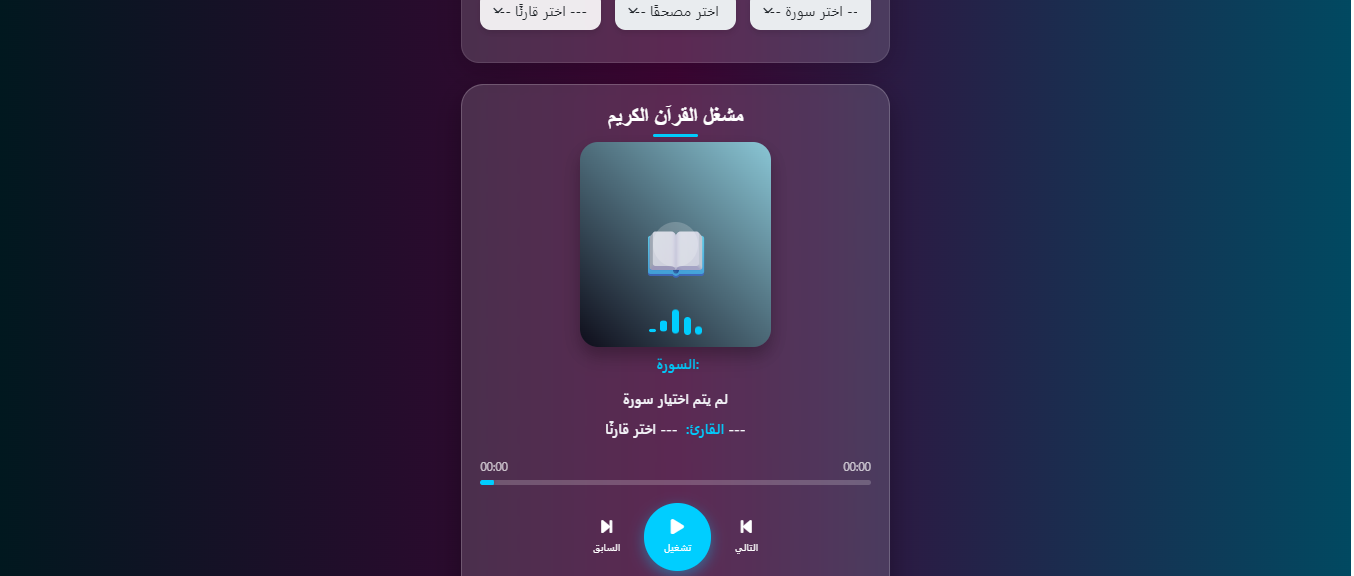 -- اختر سورة --
اختر مصحفًا --
--- اختر قارئًا --
مشغل القرآن الكريم
السورة:
لم يتم اختيار سورة
--- القارئ: --- اختر قارئًا
00:00 00:00
التالي تشغيل السابق